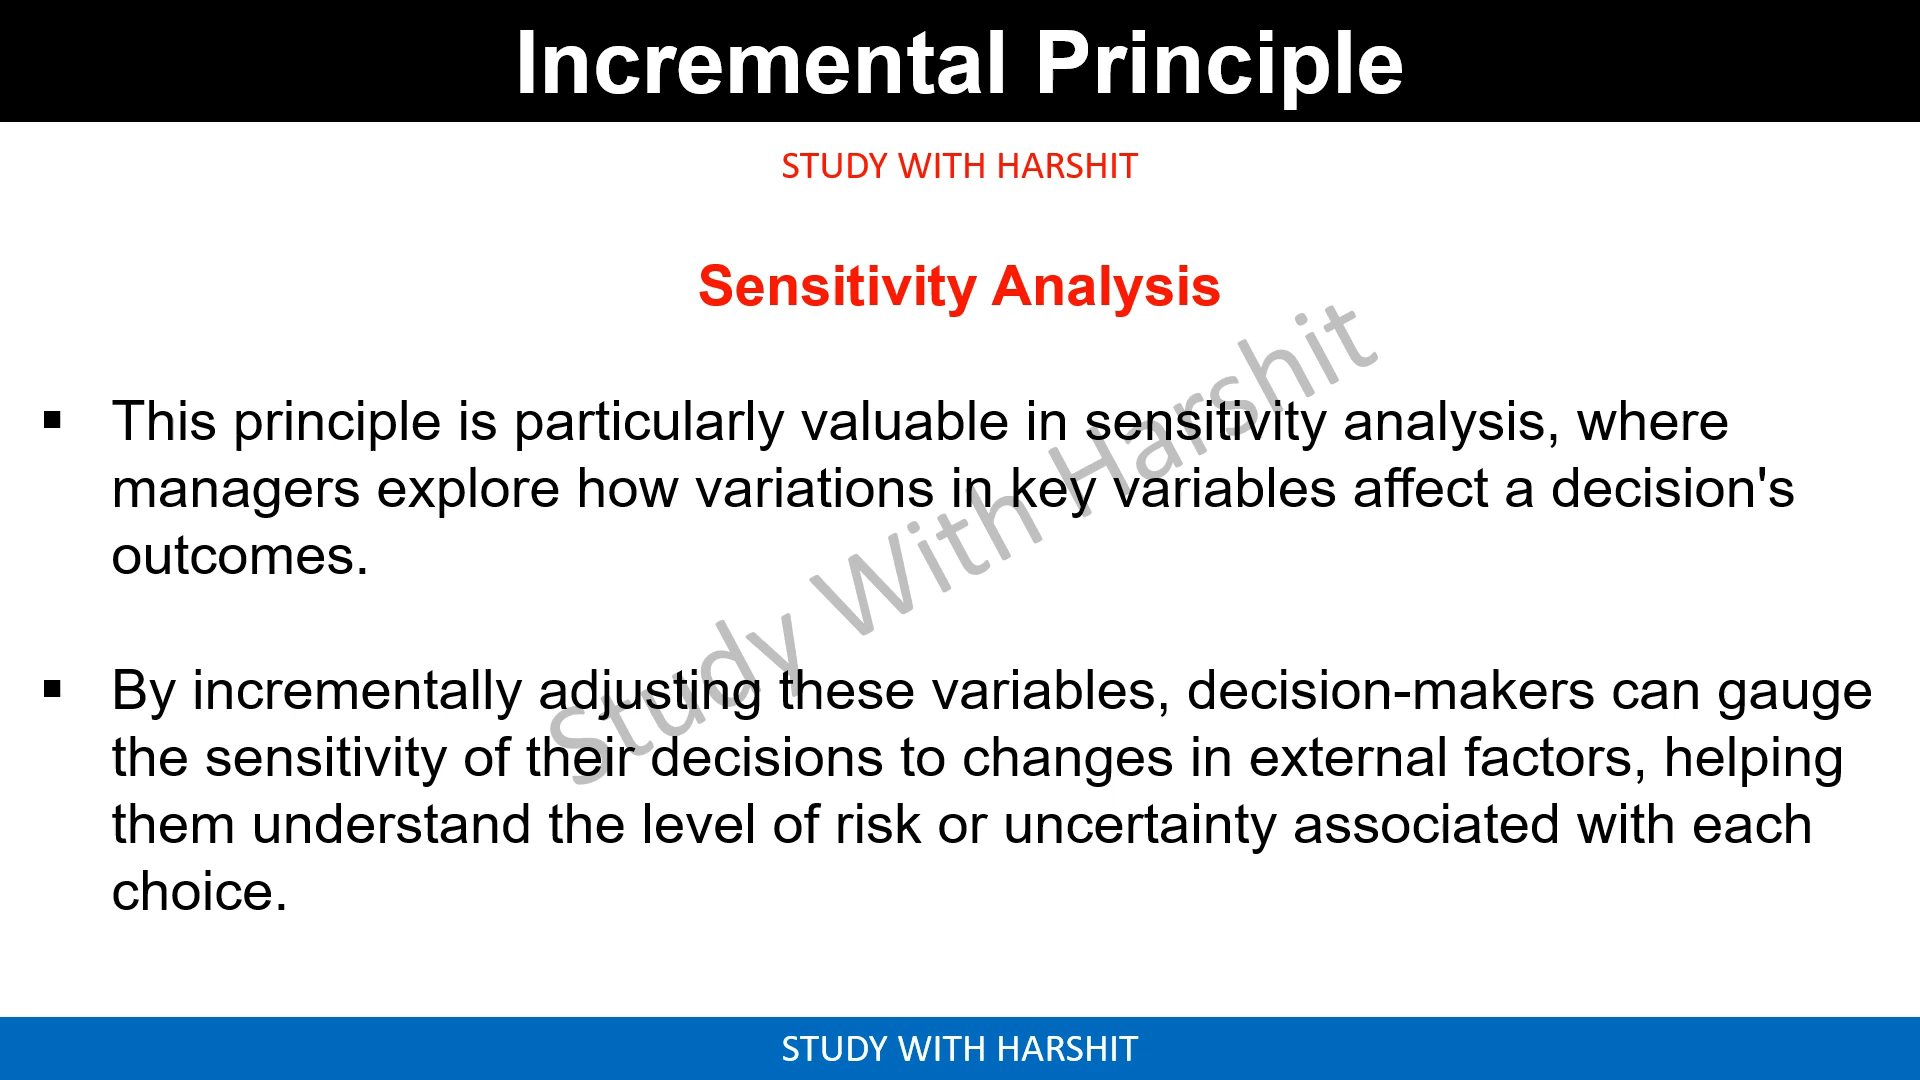 Incremental Principle
STUDY WITH HARSHIT
Sensitivity Analysis
▪ This principle is particularly valuable in sensitivity analysis, where
managers explore how variations in key variables affect a decision's
outcomes.
▪ By incrementally adjusting these variables, decision-makers can gauge
the sensitivity of their decisions to changes in external factors, helping
them understand the level of risk or uncertainty associated with each
choice.
Study With Harshit
STUDY WITH HARSHIT